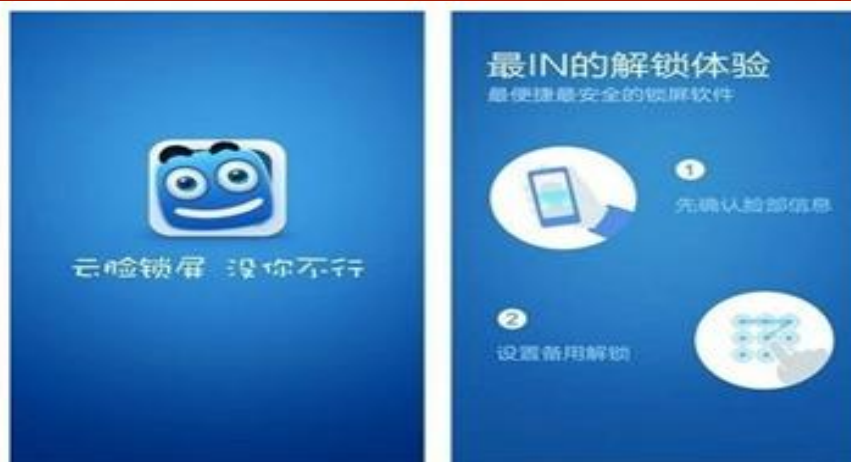 云脸锁屏 没你不行
最IN的解锁体验
最便捷最安全的锁屏软件
1
先确认脸部信息
2
设置备用解锁